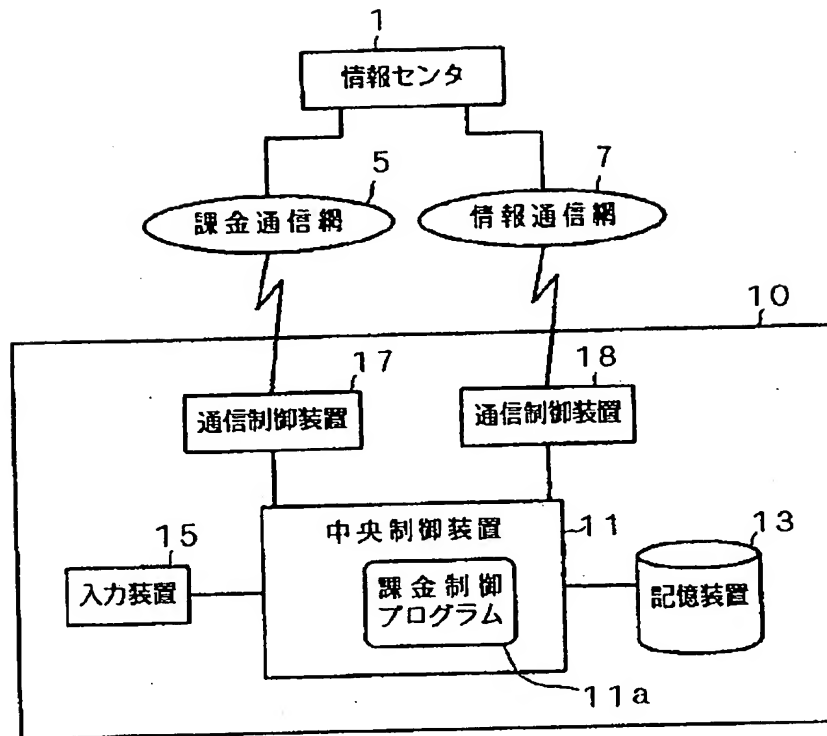 1
情報センタ
5
課金通信網
7
情報通信網
10
17
通信制御装置
18
通信制御装置
中央制御装置
11
課金制御
プログラム
11a
15
入力装置
13
記憶装置